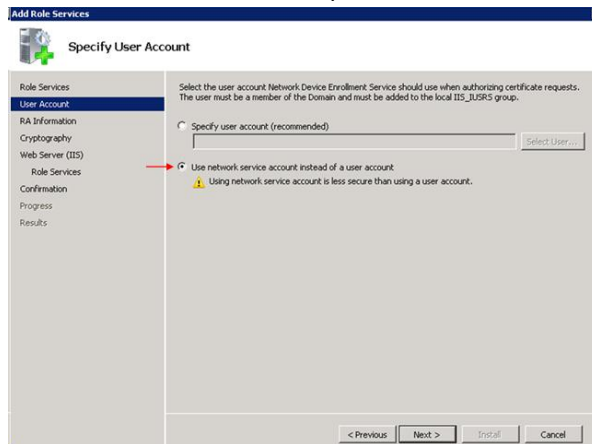 Add Role Services
Specify User Account
Role Services
User Account
RA Information
Cryptography
Web Server (IIS)
Role Services
Confirmation
Progress
Results
Select the user account Network Device Enrollment Service should use when authorizing certificate requests.
The user must be a member of the Domain and must be added to the local IIS_IUSRS group.
Specify user account (recommended)
Select User...
Use network service account instead of a user account
Using network service account is less secure than using a user account.
< Previous
Next >
Install
Cancel